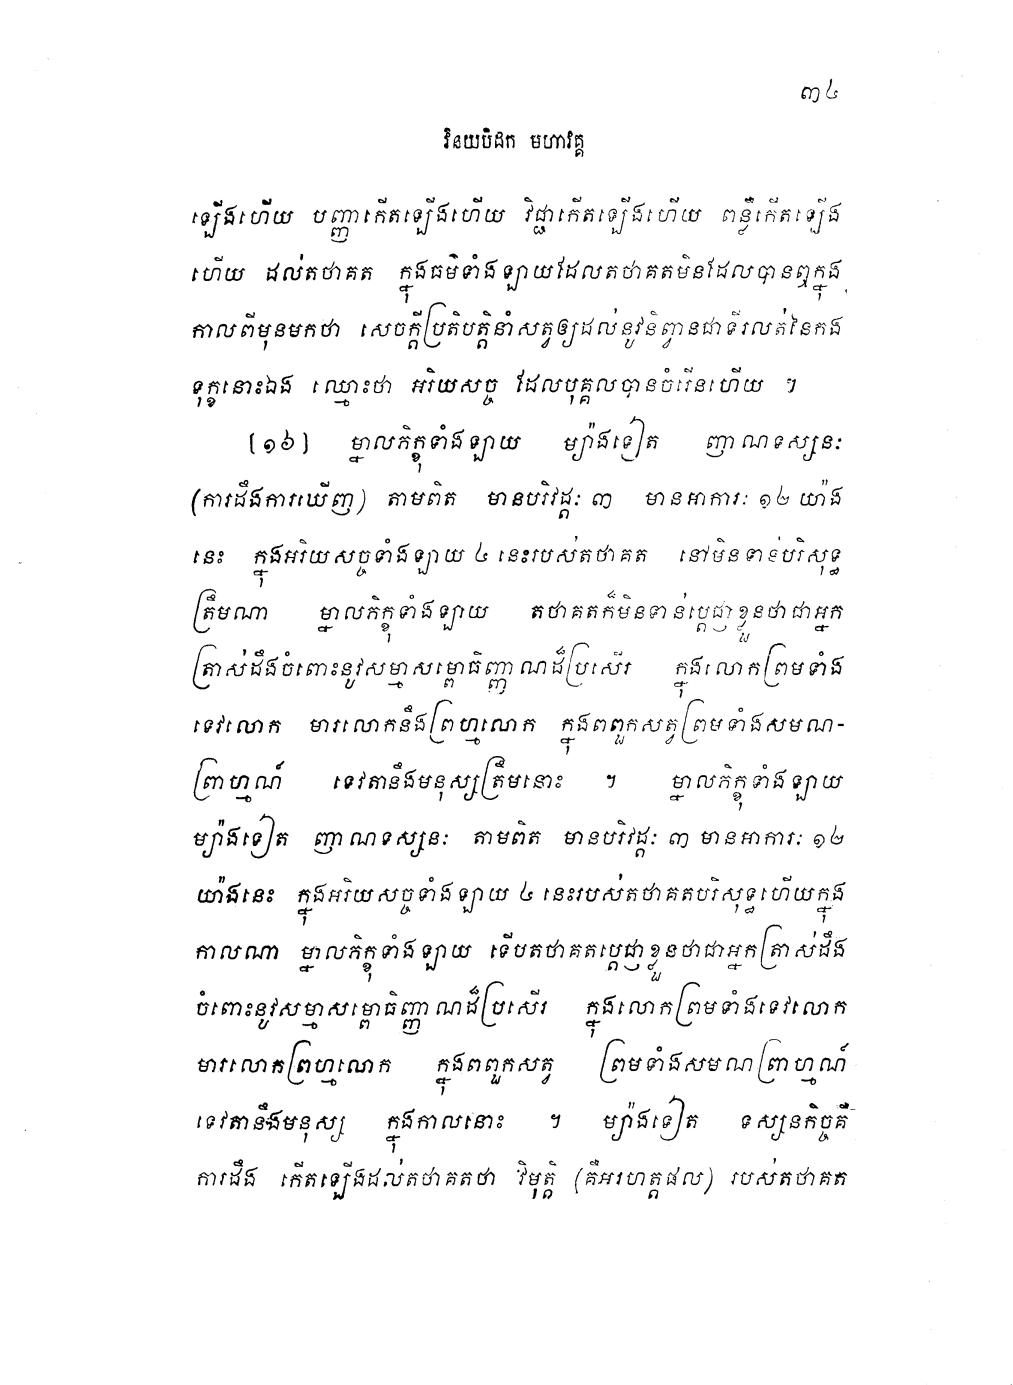 ៣៤
វិនយបិដក មហាវគ្គ
ឡើងហើយ បញ្ញាកើតឡើងហើយ វិជ្ជាកើតឡើងហើយ ពន្លឺកើតឡើង
ហើយ ដល់តថាគត ក្នុងធម៌ទាំងឡាយដែលតថាគតមិនដែលបានឮក្នុង
កាលពីមុនមកថា សេចក្តីប្រតិបត្តិនាំសត្វឲ្យដល់នូវនិព្វានជាទីរលត់នៃកង
ទុក្ខនោះឯង ឈ្មោះថា អរិយសច្ច ដែលបុគ្គលបានចំរើនហើយ ។
[១៦] ម្នាលភិក្ខុទាំងឡាយ ម្យ៉ាងទៀត ញាណទស្សនៈ
(ការដឹងការឃើញ) តាមពិត មានបរិវដ្តៈ ៣ មានអាការៈ ១២ យ៉ាង
នេះ ក្នុងអរិយសច្ចទាំងឡាយ ៤ នេះរបស់តថាគត នៅមិនទាន់បរិសុទ្ធ
ត្រឹមណា ម្នាលភិក្ខុទាំងឡាយ តថាគតក៏មិនទាន់ប្តេជ្ញាខ្លួនថាជាអ្នក
ត្រាស់ដឹងចំពោះនូវសម្មាសម្ពោធិញ្ញាណដ៏ប្រសើរ ក្នុងលោកព្រមទាំង
ទេវលោក មារលោកនឹងព្រហ្មលោក ក្នុងពពួកសត្វព្រមទាំងសមណ-
ព្រាហ្មណ៍ ទេវតានឹងមនុស្សត្រឹមនោះ ។ ម្នាលភិក្ខុទាំងឡាយ
ម្យ៉ាងទៀត ញាណទស្សនៈ តាមពិត មានបរិវដ្តៈ ៣ មានអាការៈ ១២
យ៉ាងនេះ ក្នុងអរិយសច្ចទាំងឡាយ ៤ នេះរបស់តថាគតបរិសុទ្ធហើយក្នុង
កាលណា ម្នាលភិក្ខុទាំងឡាយ ទើបតថាគតប្តេជ្ញាខ្លួនថាជាអ្នកត្រាស់ដឹង
ចំពោះនូវសម្មាសម្ពោធិញ្ញាណដ៏ប្រសើរ ក្នុងលោកព្រមទាំងទេវលោក
មារលោកព្រហ្មលោក ក្នុងពពួកសត្វ ព្រមទាំងសមណព្រាហ្មណ៍
ទេវតានឹងមនុស្ស ក្នុងកាលនោះ ។ ម្យ៉ាងទៀត ទស្សនកិច្ចគឺ
ការដឹង កើតឡើងដល់តថាគតថា វិមុត្តិ (គឺអរហត្តផល) របស់តថាគត